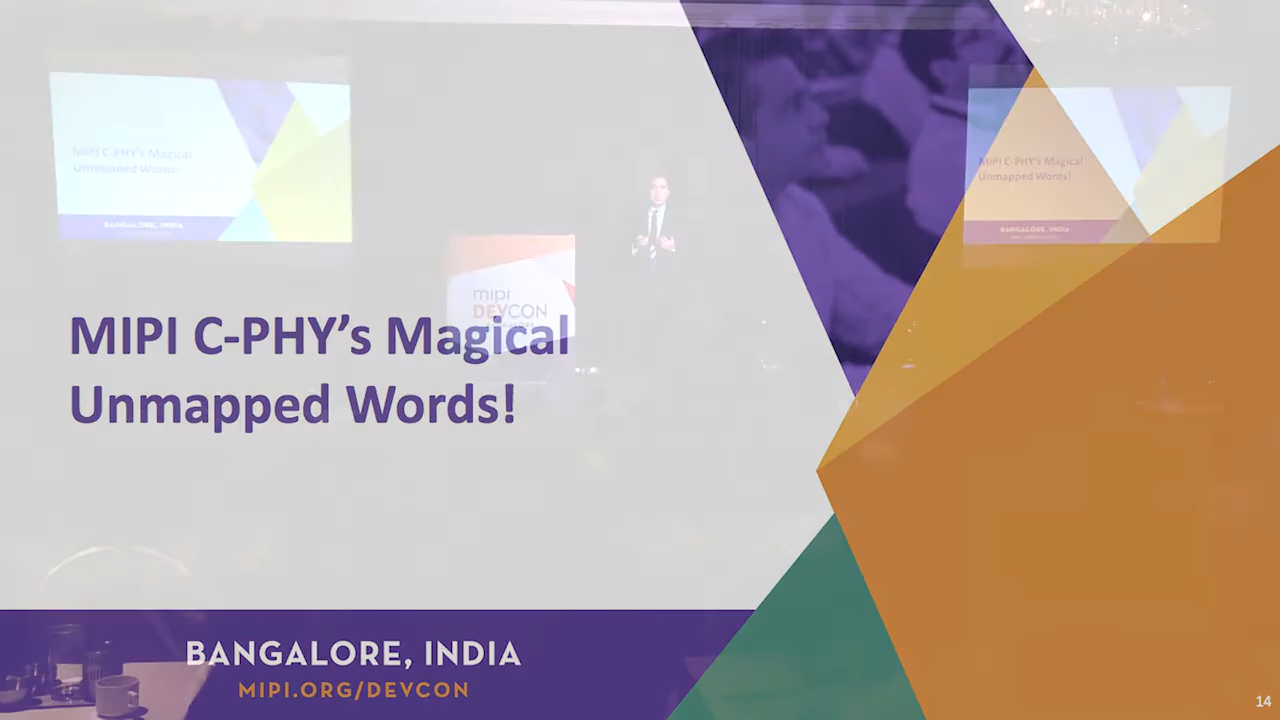 MIPI C-PHY's Magical
Unmapped Words!
BANGALORE, INDIA
MIPI C-PHY's Magical
Unmapped Words!
BANGALORE, INDIA
mipi
DEVCON
MIPI C-PHY’s Magical
Unmapped Words!
BANGALORE, INDIA
MIPI.ORG/DEVCON
14